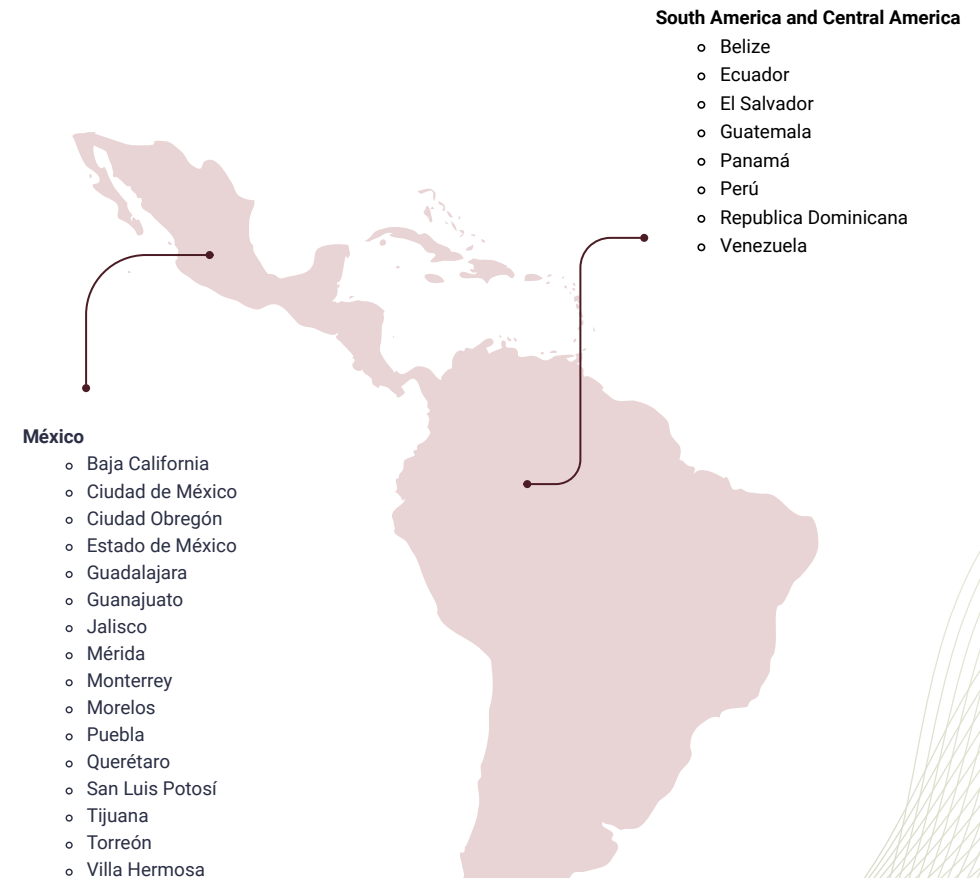 South America and Central America
Belize
Ecuador
El Salvador
Guatemala
Panamá
Perú
Republica Dominicana
Venezuela
México
Baja California
Ciudad de México
Ciudad Obregón
Estado de México
Guadalajara
Guanajuato
Jalisco
Mérida
Monterrey
Morelos
Puebla
Querétaro
San Luis Potosí
Tijuana
Torreón
Villa Hermosa